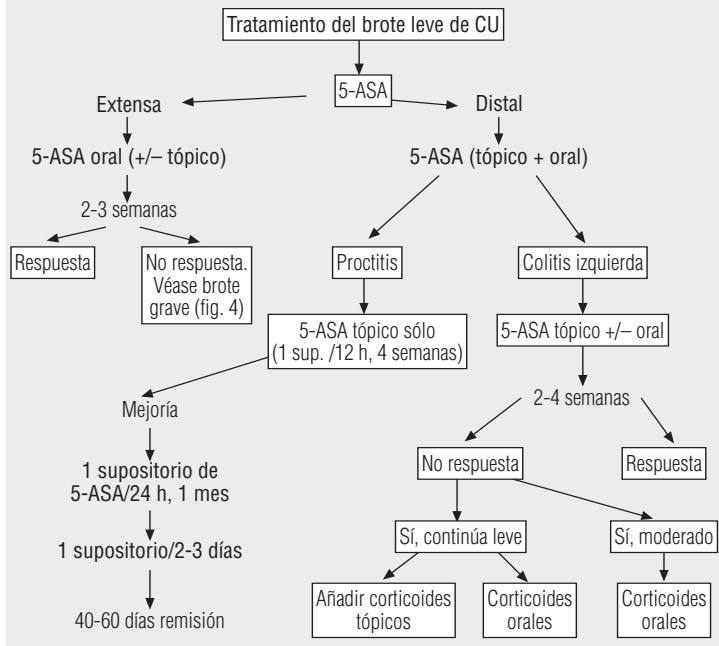 Tratamiento del brote leve de CU
5-ASA
Extensa
Distal
5-ASA oral (+/– tópico)
5-ASA (tópico + oral)
2-3 semanas
Respuesta
No respuesta.
Véase brote
grave (fig. 4)
Proctitis
Colitis izquierda
5-ASA tópico sólo
(1 sup. /12 h, 4 semanas)
5-ASA tópico +/– oral
Mejoría
2-4 semanas
1 supositorio de
5-ASA/24 h, 1 mes
No respuesta
Respuesta
1 supositorio/2-3 días
Sí, continúa leve
Sí, moderado
40-60 días remisión
Añadir corticoides
tópicos
Corticoides
orales
Corticoides
orales